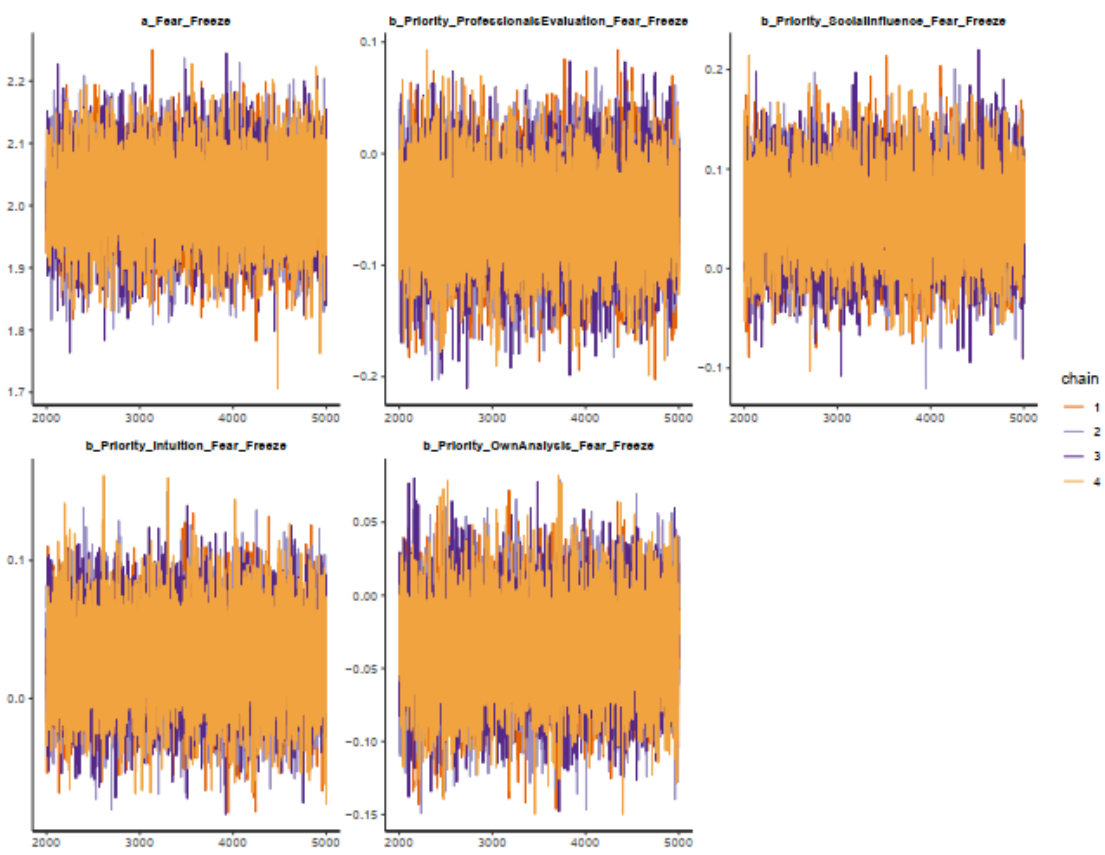 a_Fear_Freeze
b_Priority_ProfessionalsEvaluation_Fear_Freeze
b_Priority_SocialInfluence_Fear_Freeze
2.2
2.1
2.0
1.9
1.8
1.7
2000 3000 4000 5000
0.1
0.0
−0.1
−0.2
2000 3000 4000 5000
0.2
0.1
0.0
−0.1
2000 3000 4000 5000
chain
1
2
3
4
b_Priority_Intuition_Fear_Freeze
b_Priority_OwnAnalysis_Fear_Freeze
0.1
0.0
2000 3000 4000 5000
0.05
0.00
−0.05
−0.10
−0.15
2000 3000 4000 5000